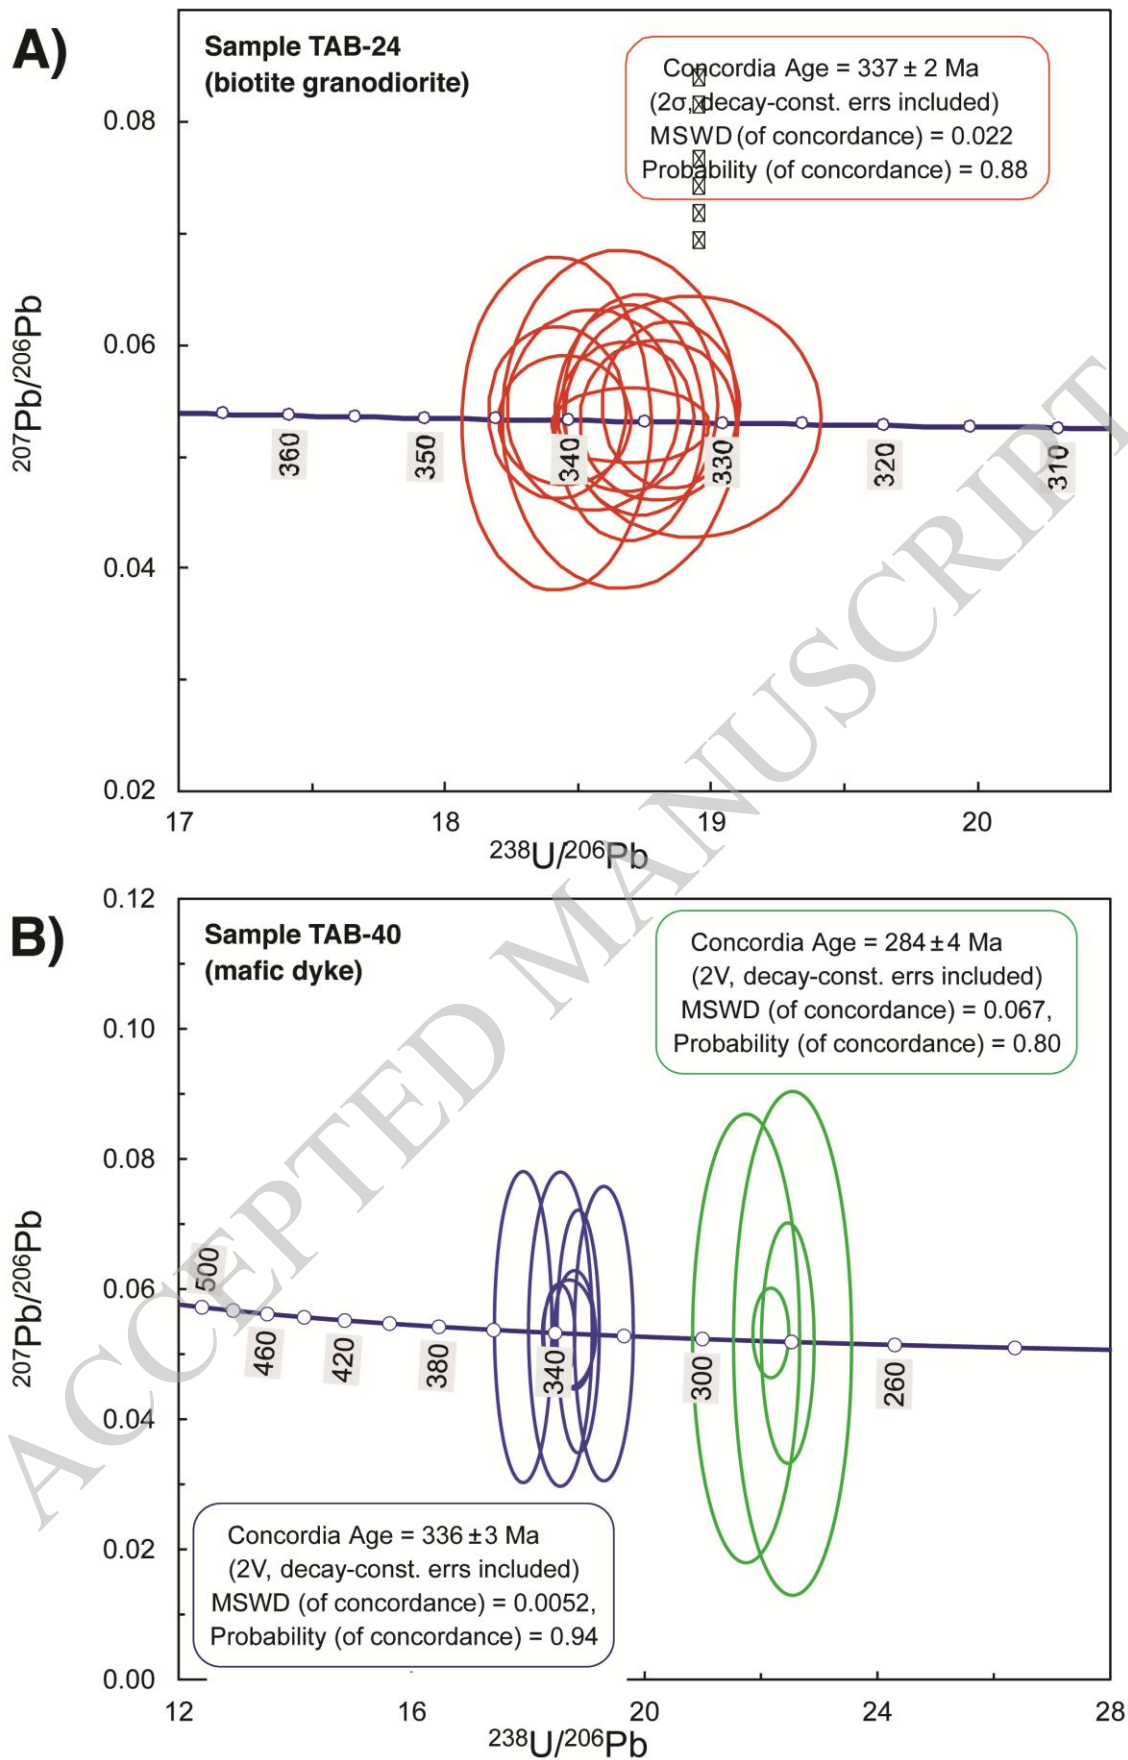 A)
Sample TAB-24
(biotite granodiorite)
Concordia Age = 337 ± 2 Ma
(2σ, decay-const. errs included)
MSWD (of concordance) = 0.022
Probability (of concordance) = 0.88
0.08
0.06
0.04
0.02
207Pb/206Pb
360
350
340
330
320
310
17
18
19
20
238U/206Pb
B)
Sample TAB-40
(mafic dyke)
Concordia Age = 284 ± 4 Ma
(2V, decay-const. errs included)
MSWD (of concordance) = 0.067,
Probability (of concordance) = 0.80
0.12
0.10
0.08
0.06
0.04
0.02
0.00
207Pb/206Pb
500
460
420
380
340
300
260
Concordia Age = 336 ±3 Ma
(2V, decay-const. errs included)
MSWD (of concordance) = 0.0052,
Probability (of concordance) = 0.94
12
16
20
24
28
238U/206Pb
ACCEPTED MANUSCRIPT